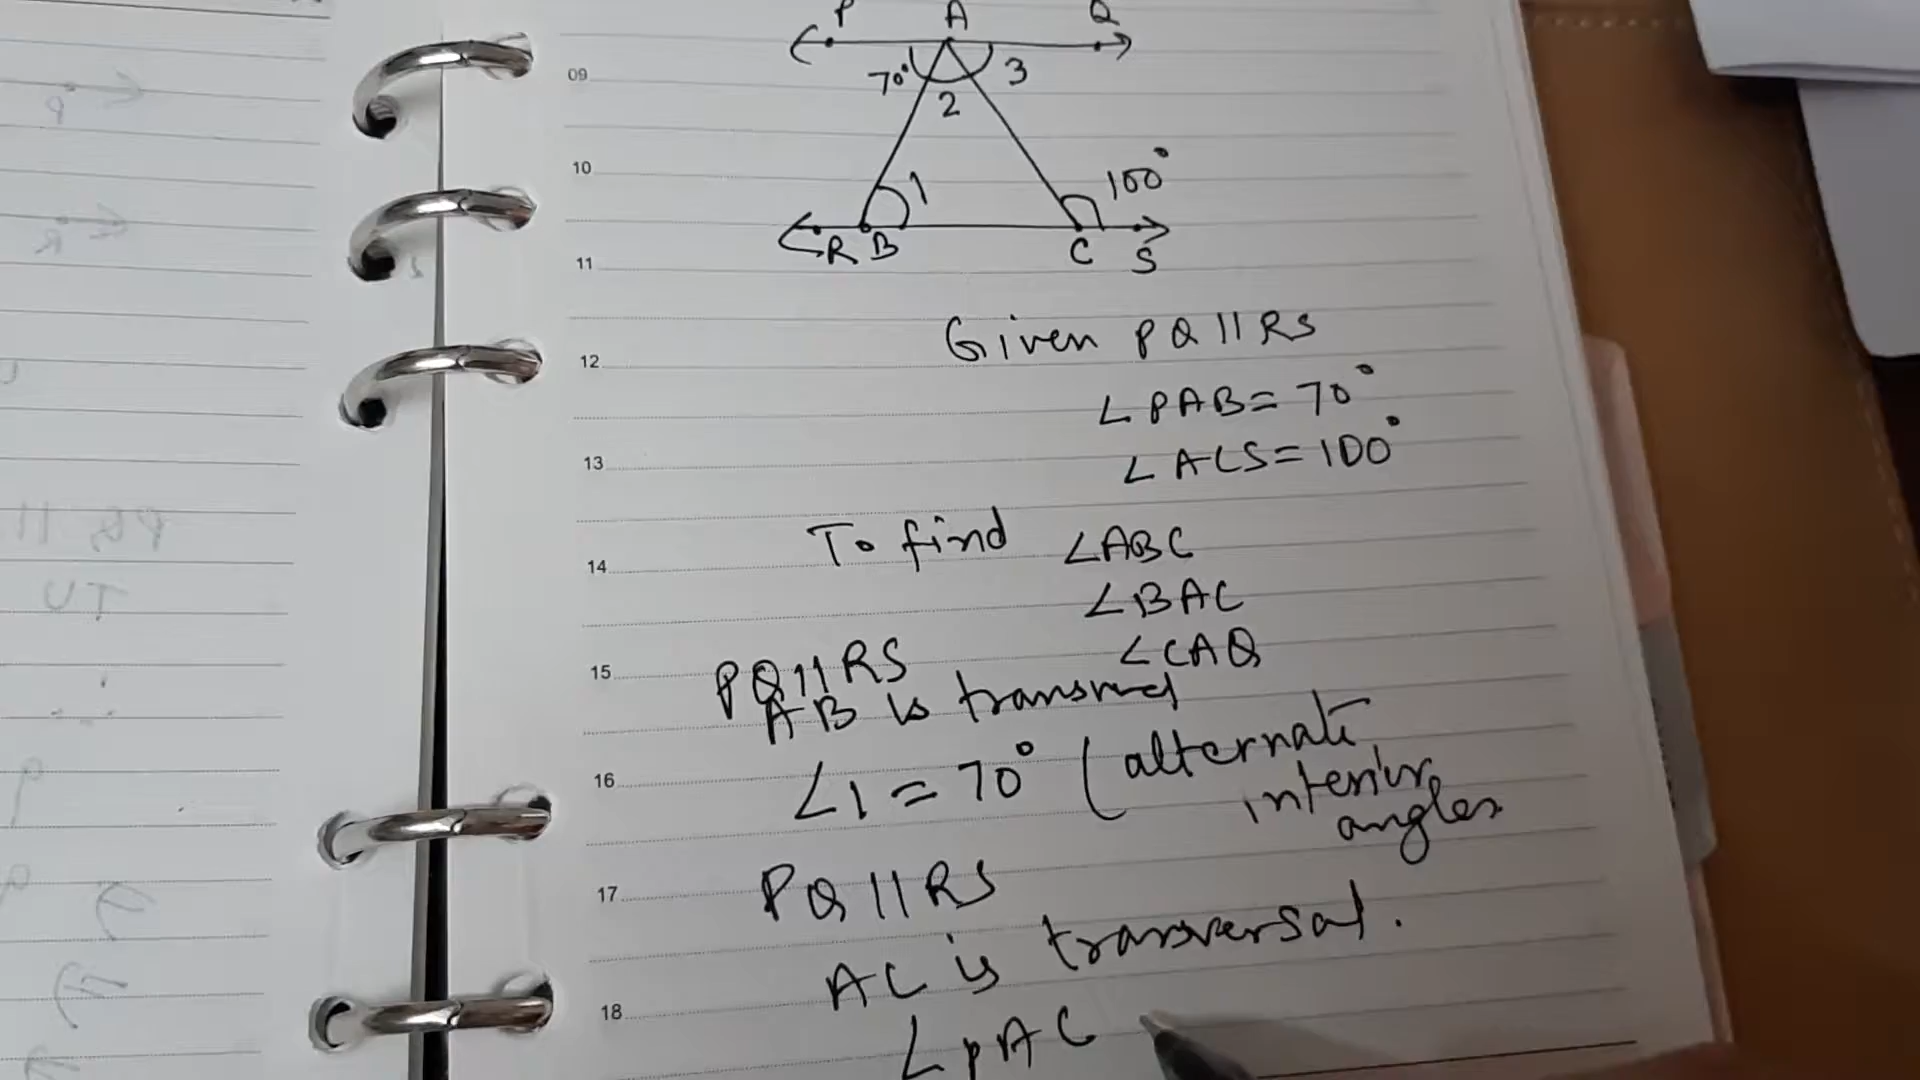 P A Q
09
70° 2 3
10
1 100°
R B C S
11
Given PQ || RS
12
∠PAB = 70°
∠ACS = 100°
13
To find ∠ABC
14
∠BAC
∠CAQ
15
PQ || RS
AB is
16
∠1 = 70° (alternate
interior
angles
PQ || RS
17
AC is transversal.
18
∠PAC